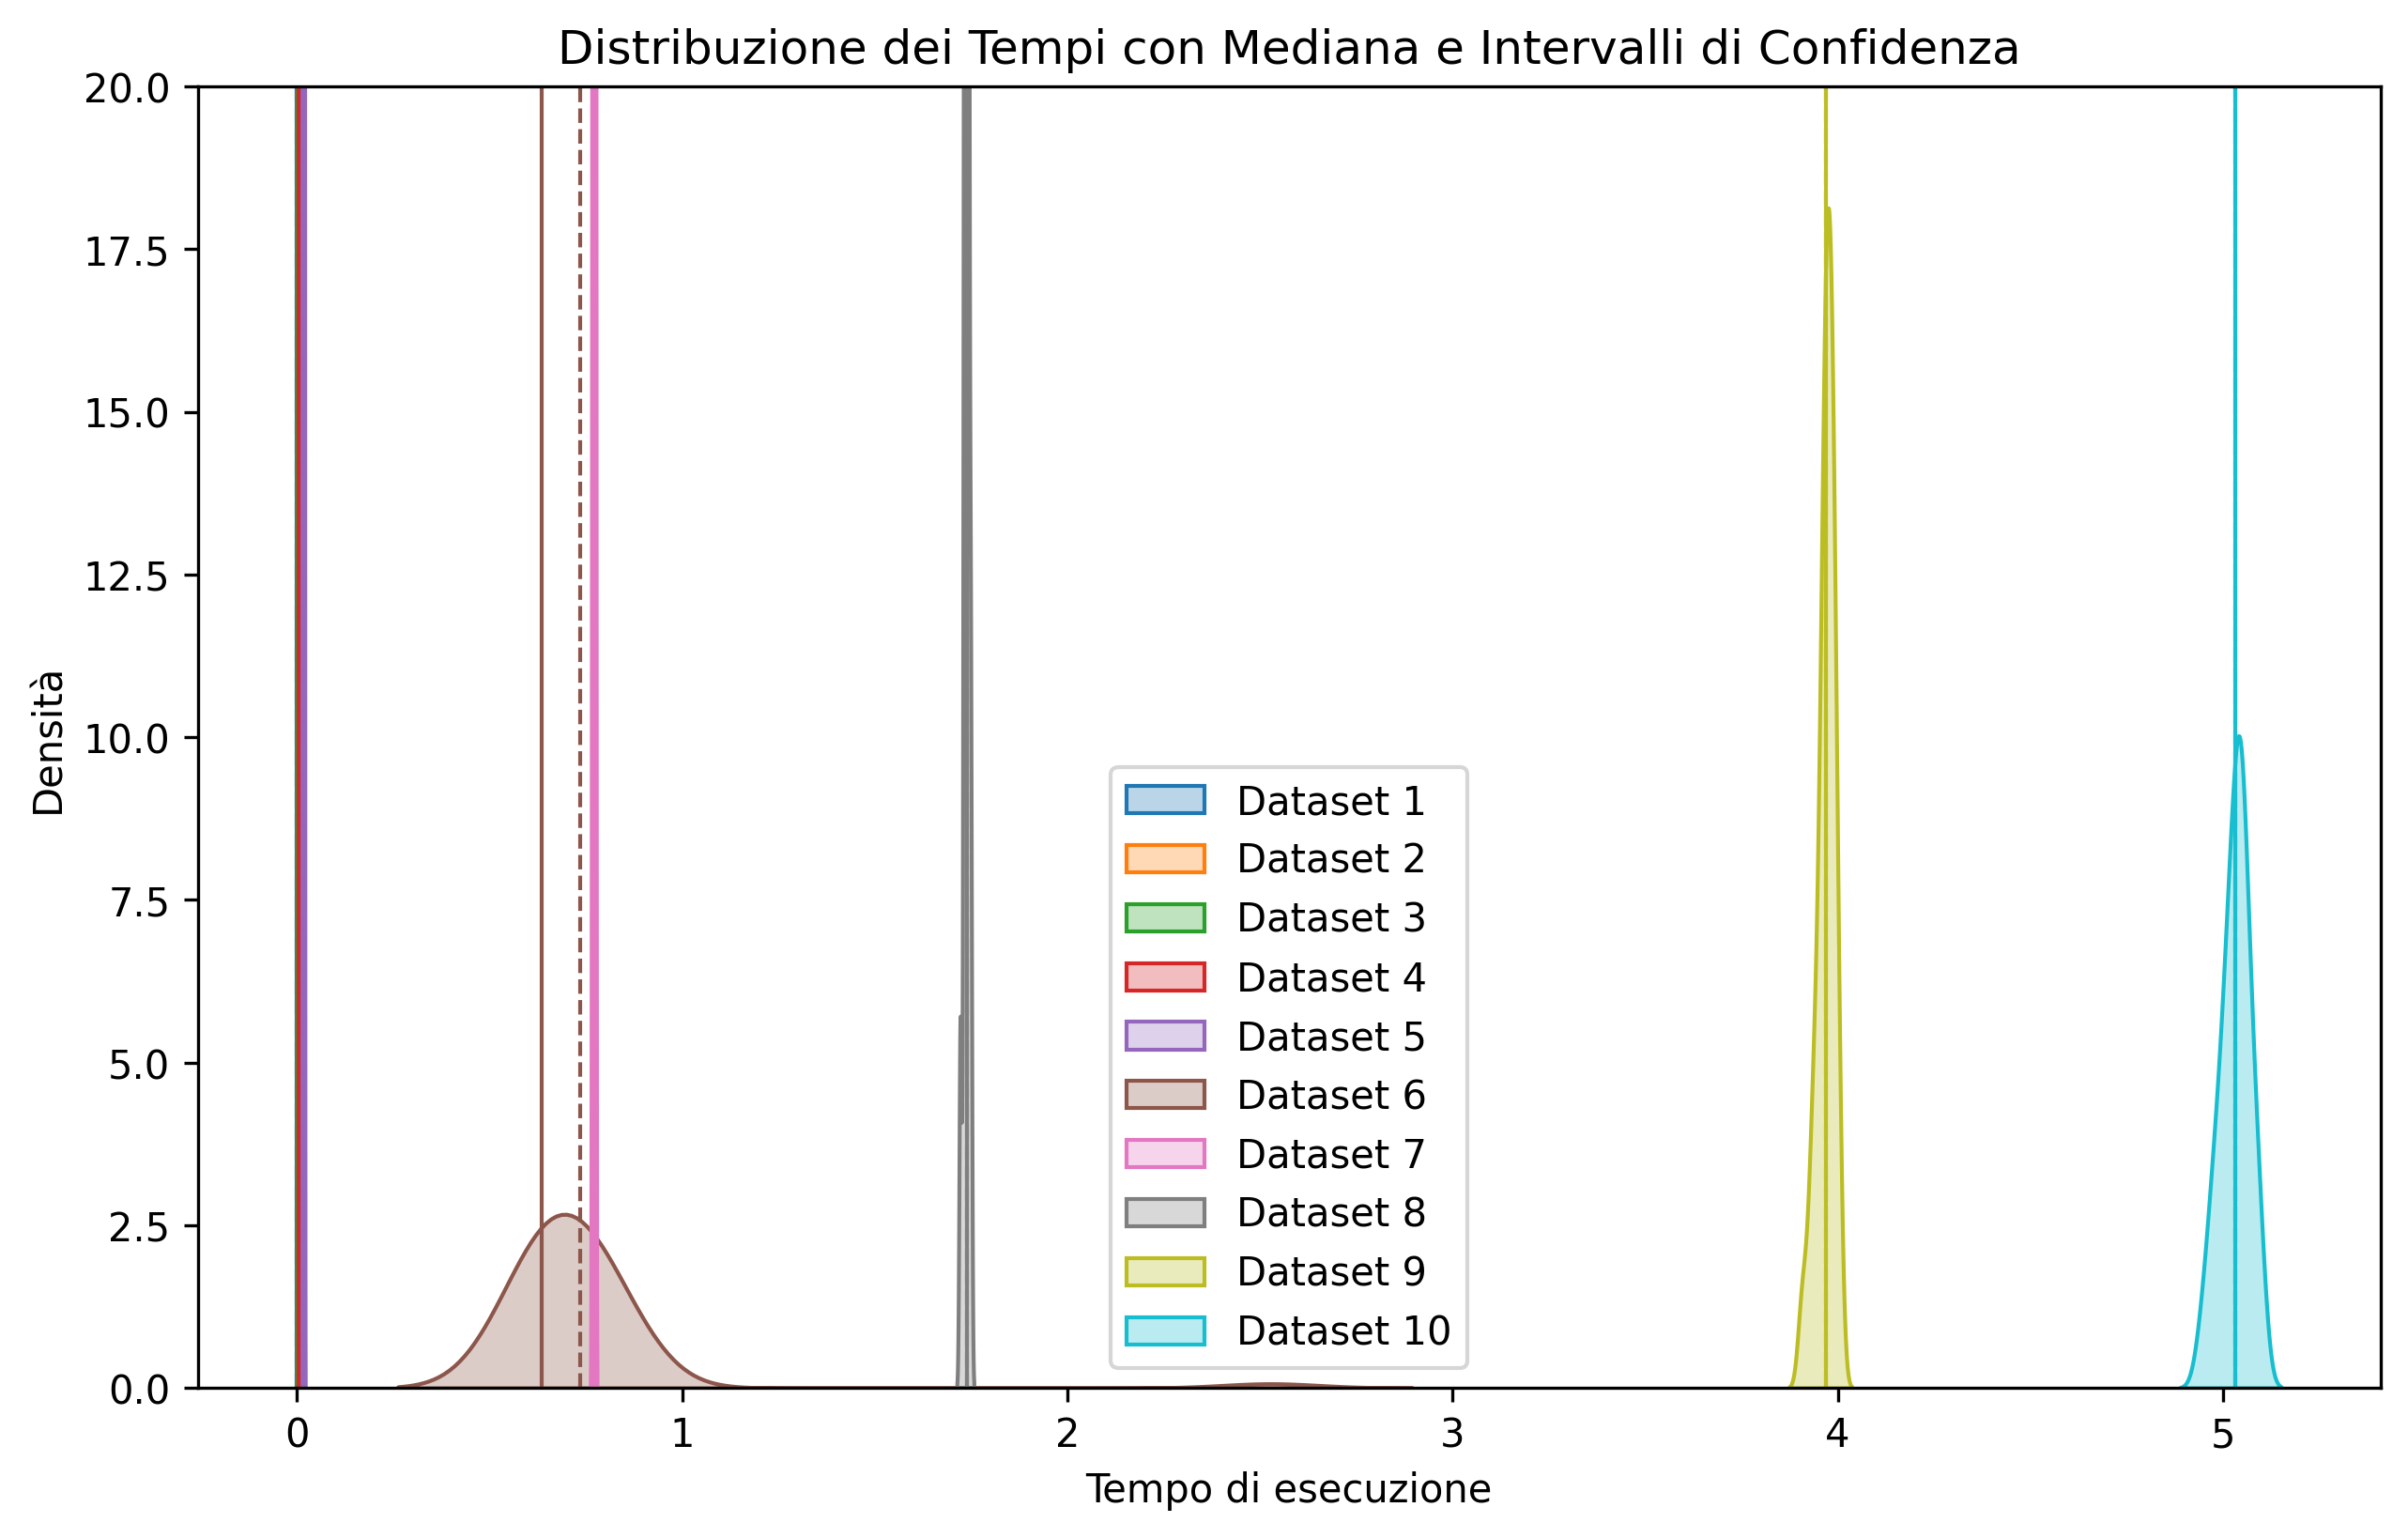 Distribuzione dei Tempi con Mediana e Intervalli di Confidenza
20.0
17.5
15.0
12.5
10.0
7.5
5.0
2.5
0.0
Densità
Dataset 1
Dataset 2
Dataset 3
Dataset 4
Dataset 5
Dataset 6
Dataset 7
Dataset 8
Dataset 9
Dataset 10
0 1 2 3 4 5
Tempo di esecuzione